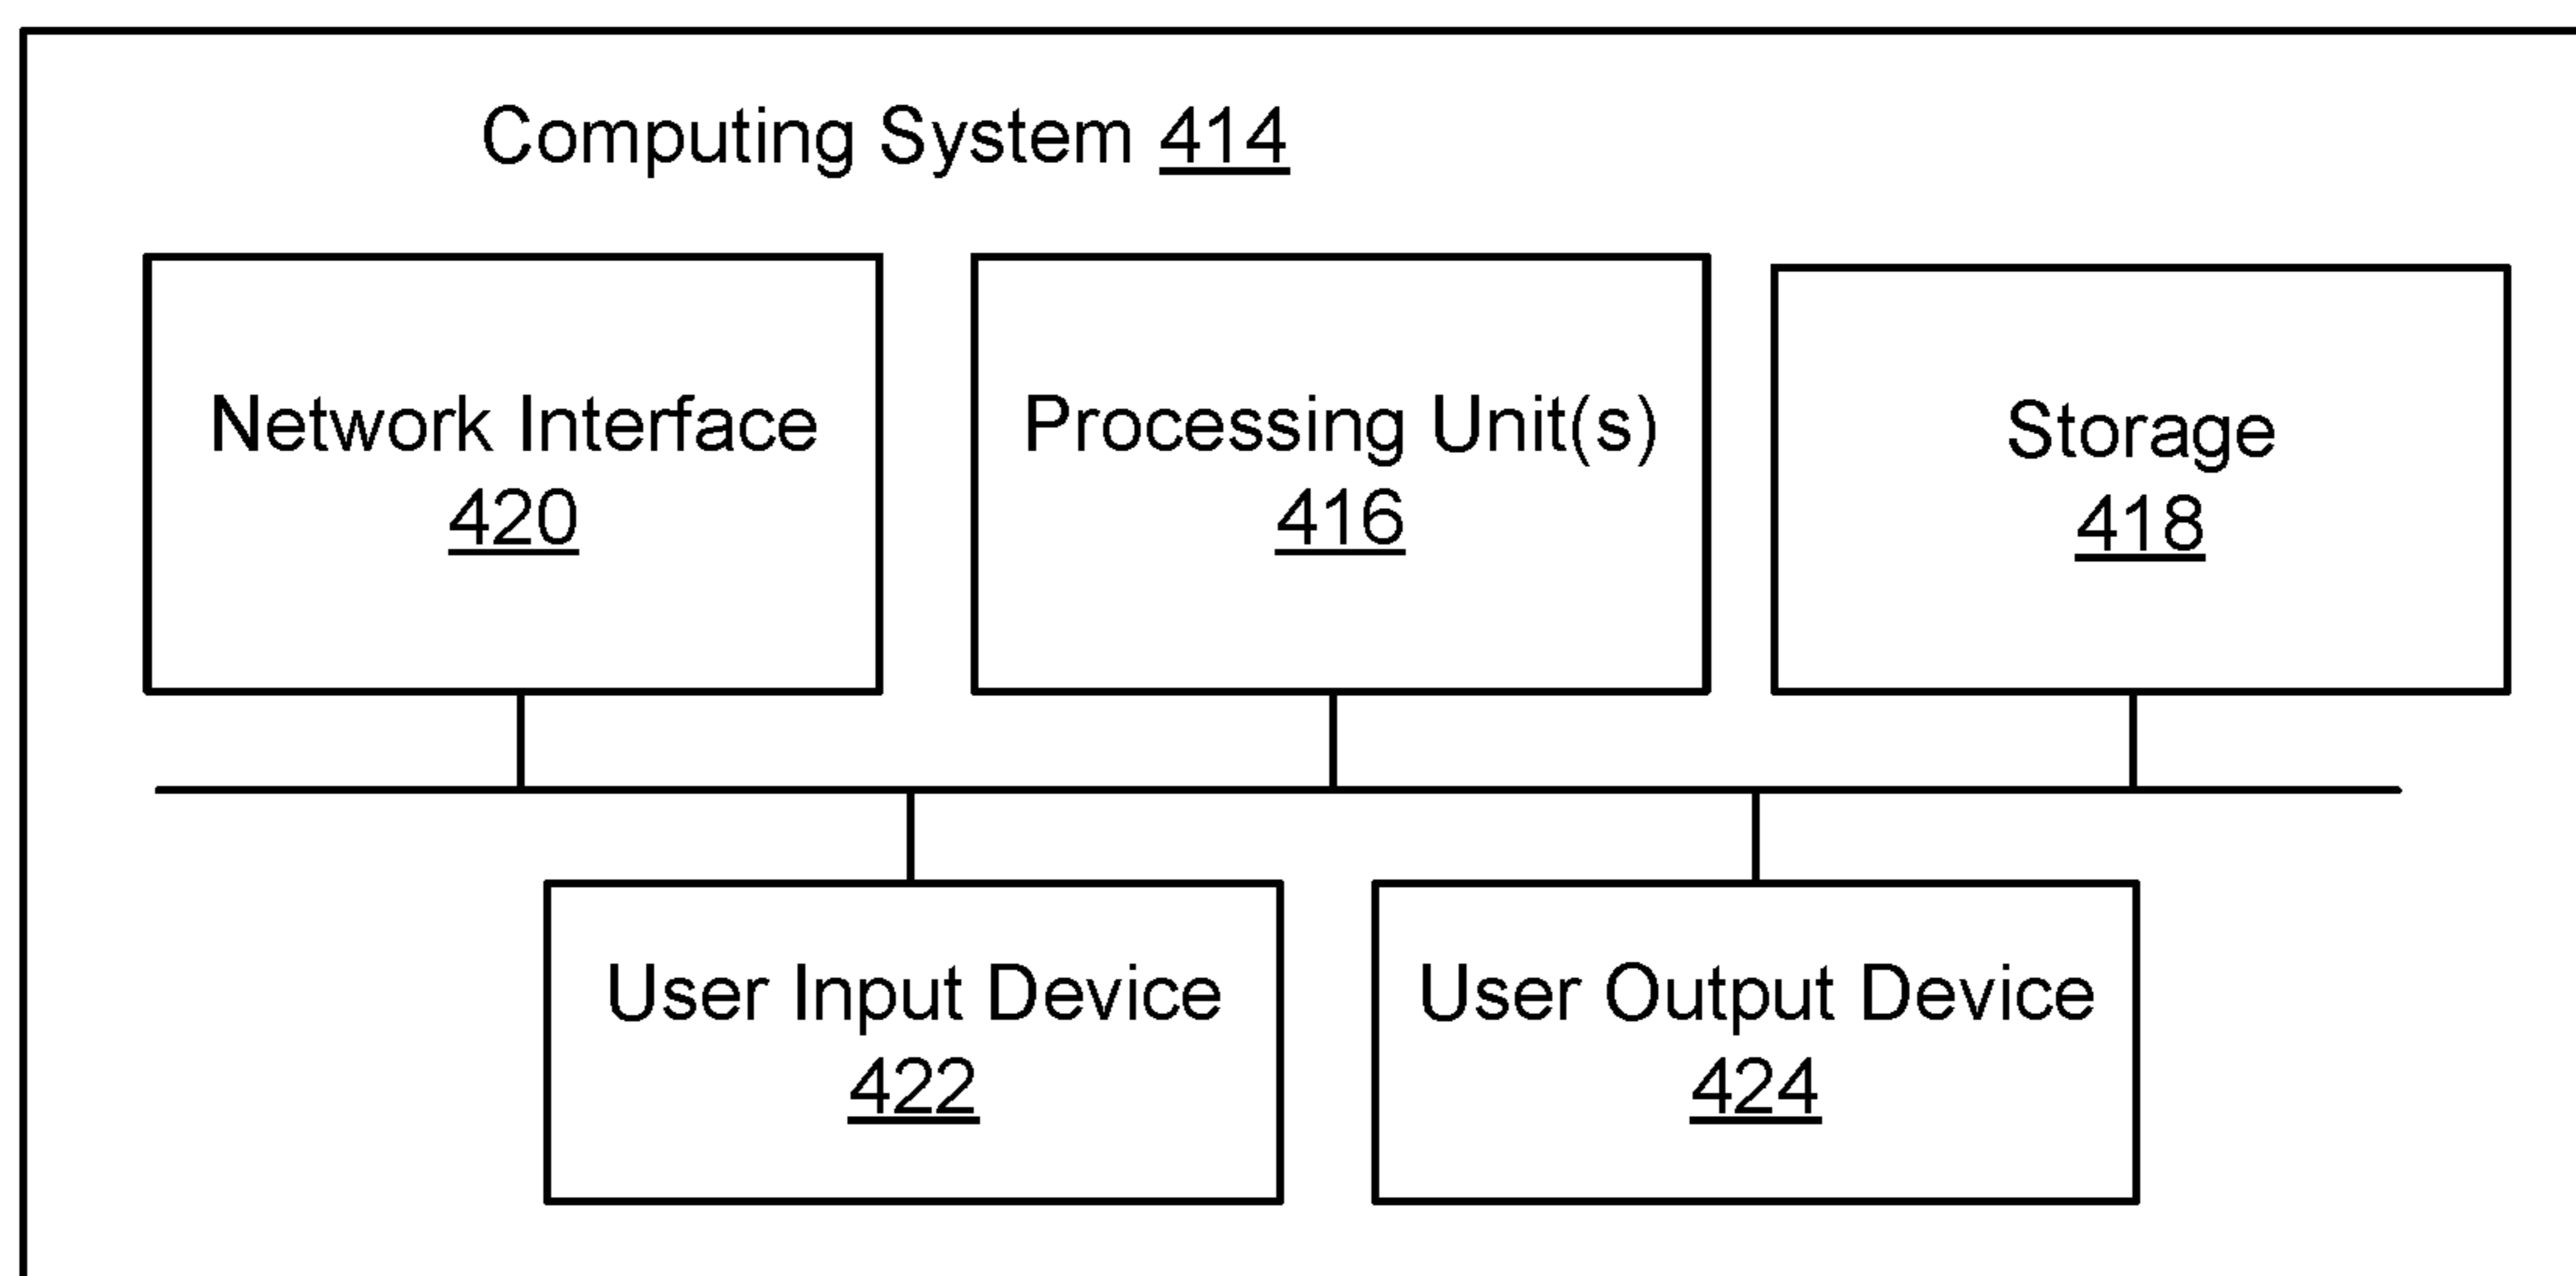 Computing System 414
Network Interface
420
Processing Unit(s)
416
Storage
418
User Input Device
422
User Output Device
424